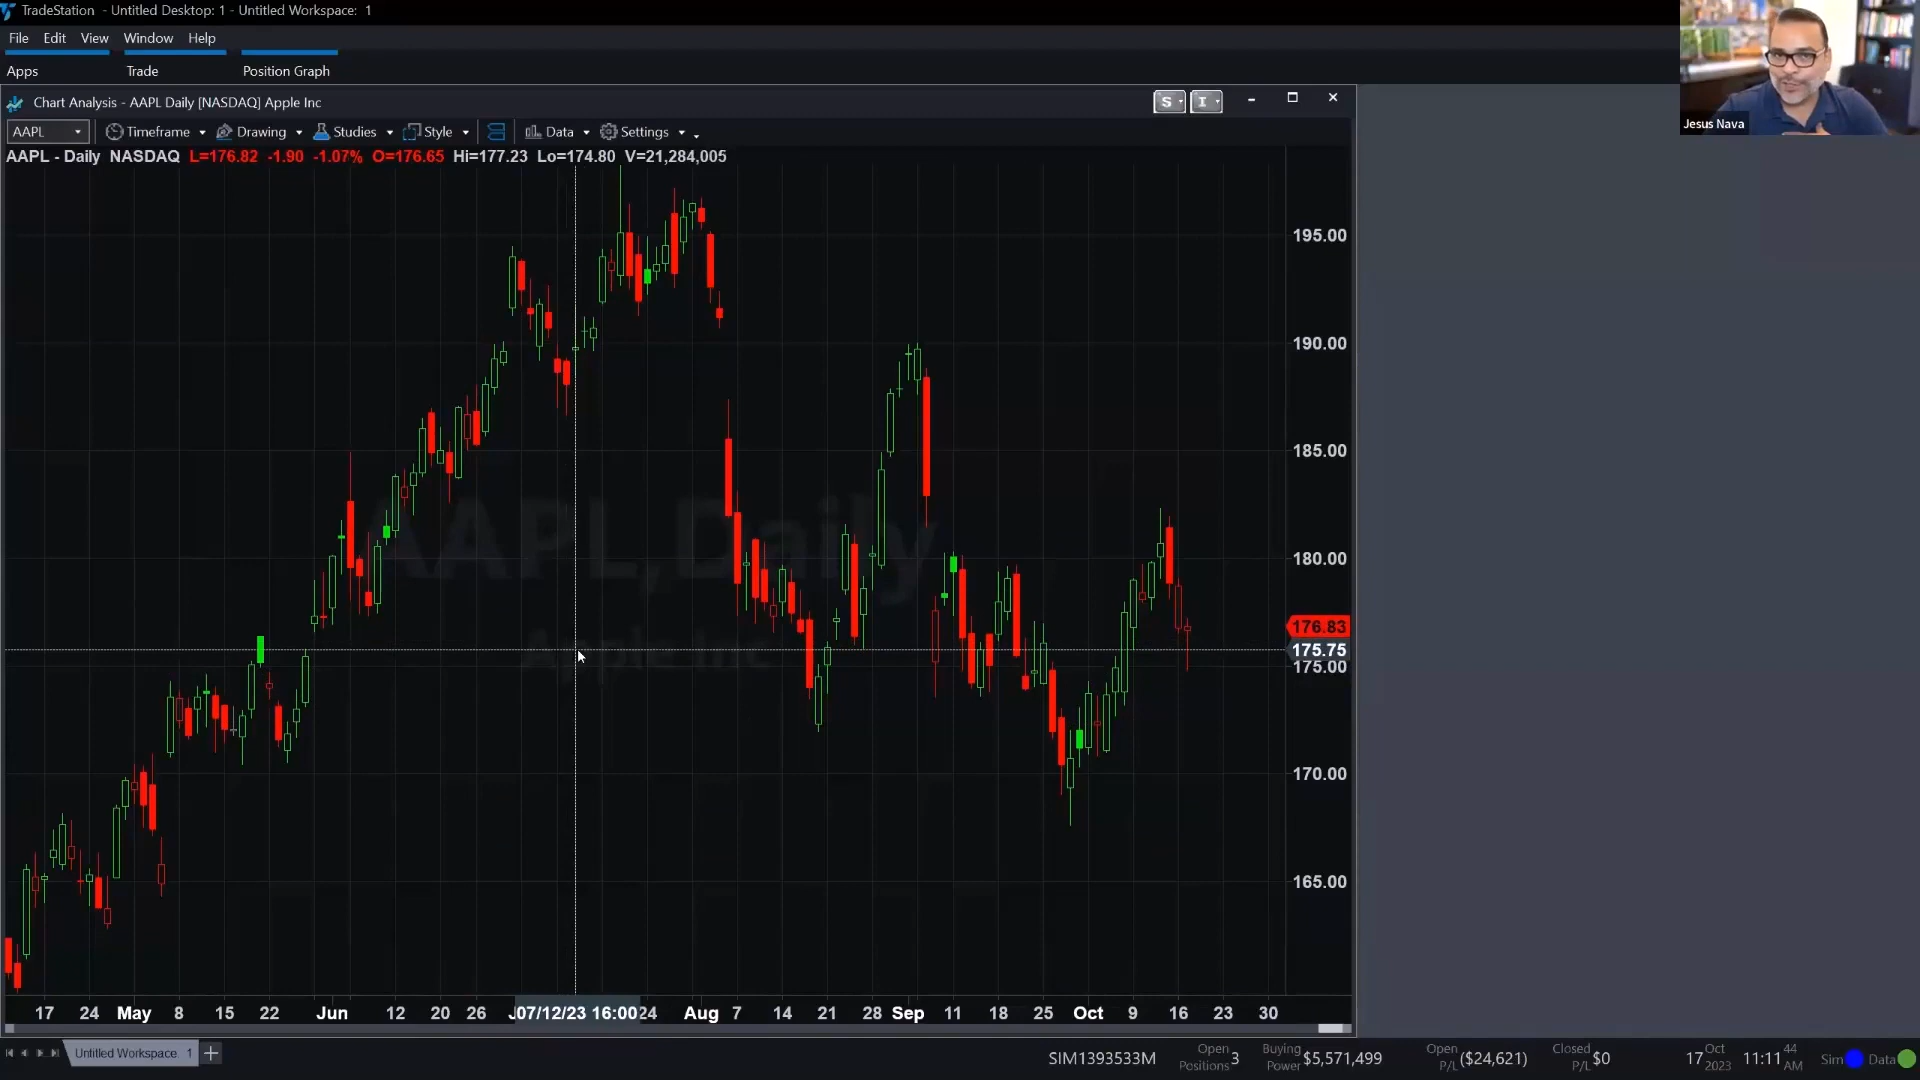 TradeStation - Untitled Desktop: 1 - Untitled Workspace: 1
File Edit View Window Help
Apps Trade Position Graph
Jesus Nava
Chart Analysis - AAPL Daily [NASDAQ] Apple Inc
S I
AAPL Timeframe Drawing Studies Style Data Settings
AAPL - Daily NASDAQ L=176.82 -1.90 -1.07% O=176.65 Hi=177.23 Lo=174.80 V=21,284,005
195.00
190.00
185.00
AAPL,Daily
180.00
176.83
Apple Inc
175.75
175.00
170.00
165.00
17 24 May 8 15 22 Jun 12 20 26 07/12/23 16:00 24 Aug 7 14 21 28 Sep 11 18 25 Oct 9 16 23 30
Untitled Workspace 1
SIM1393533M Open Positions 3 Buying Power $5,571,499 Open P/L ($24,621) Closed P/L $0 17 Oct 2023 11:11 44 AM Sim Data